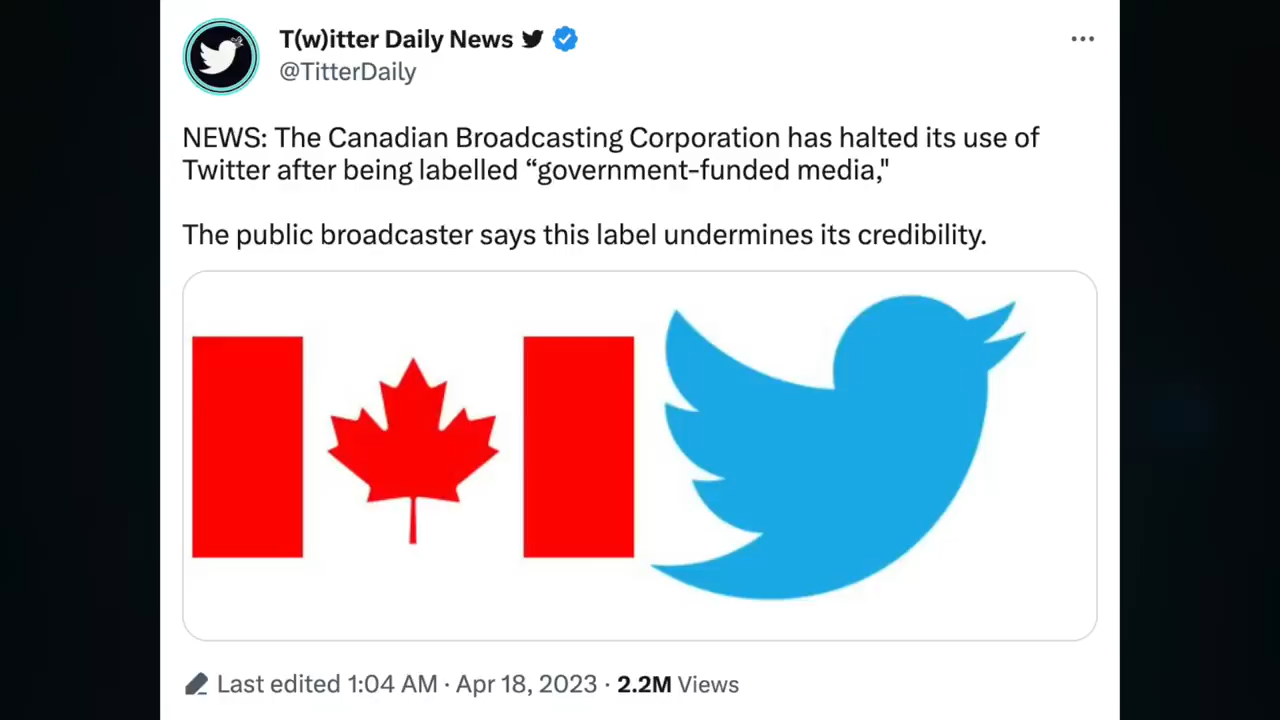 T(w)itter Daily News
@TitterDaily
NEWS: The Canadian Broadcasting Corporation has halted its use of
Twitter after being labelled “government-funded media,"
The public broadcaster says this label undermines its credibility.
Last edited 1:04 AM · Apr 18, 2023 · 2.2M Views